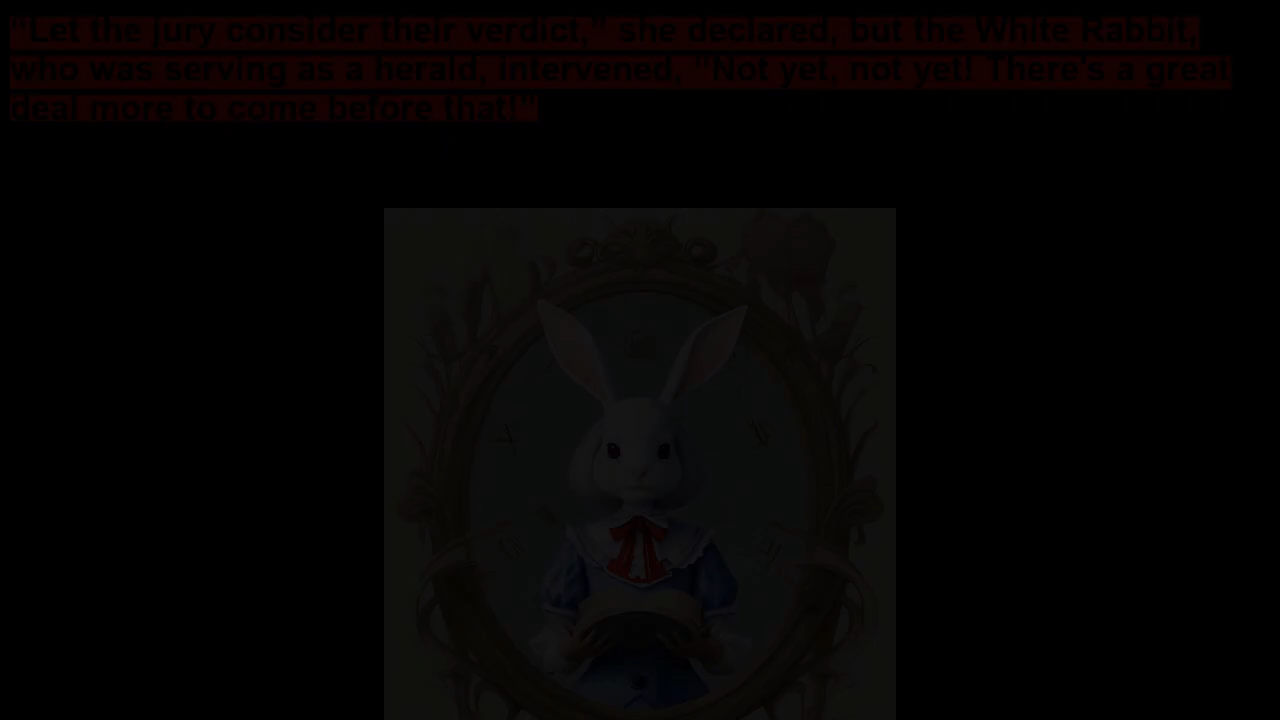 "Let the jury consider their verdict," she declared, but the White Rabbit,
who was serving as a herald, intervened, "Not yet, not yet! There's a great
deal more to come before that!"